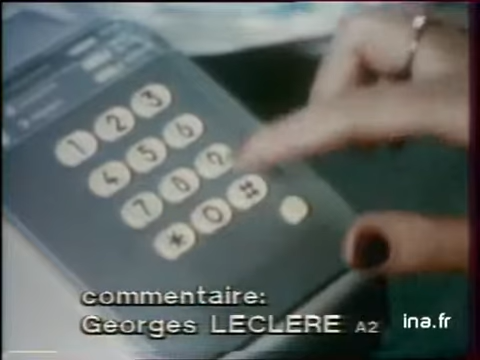 1 2 3
4 5 6
7 8 9
* 0 #
commentaire:
Georges LECLERE A2
ina.fr